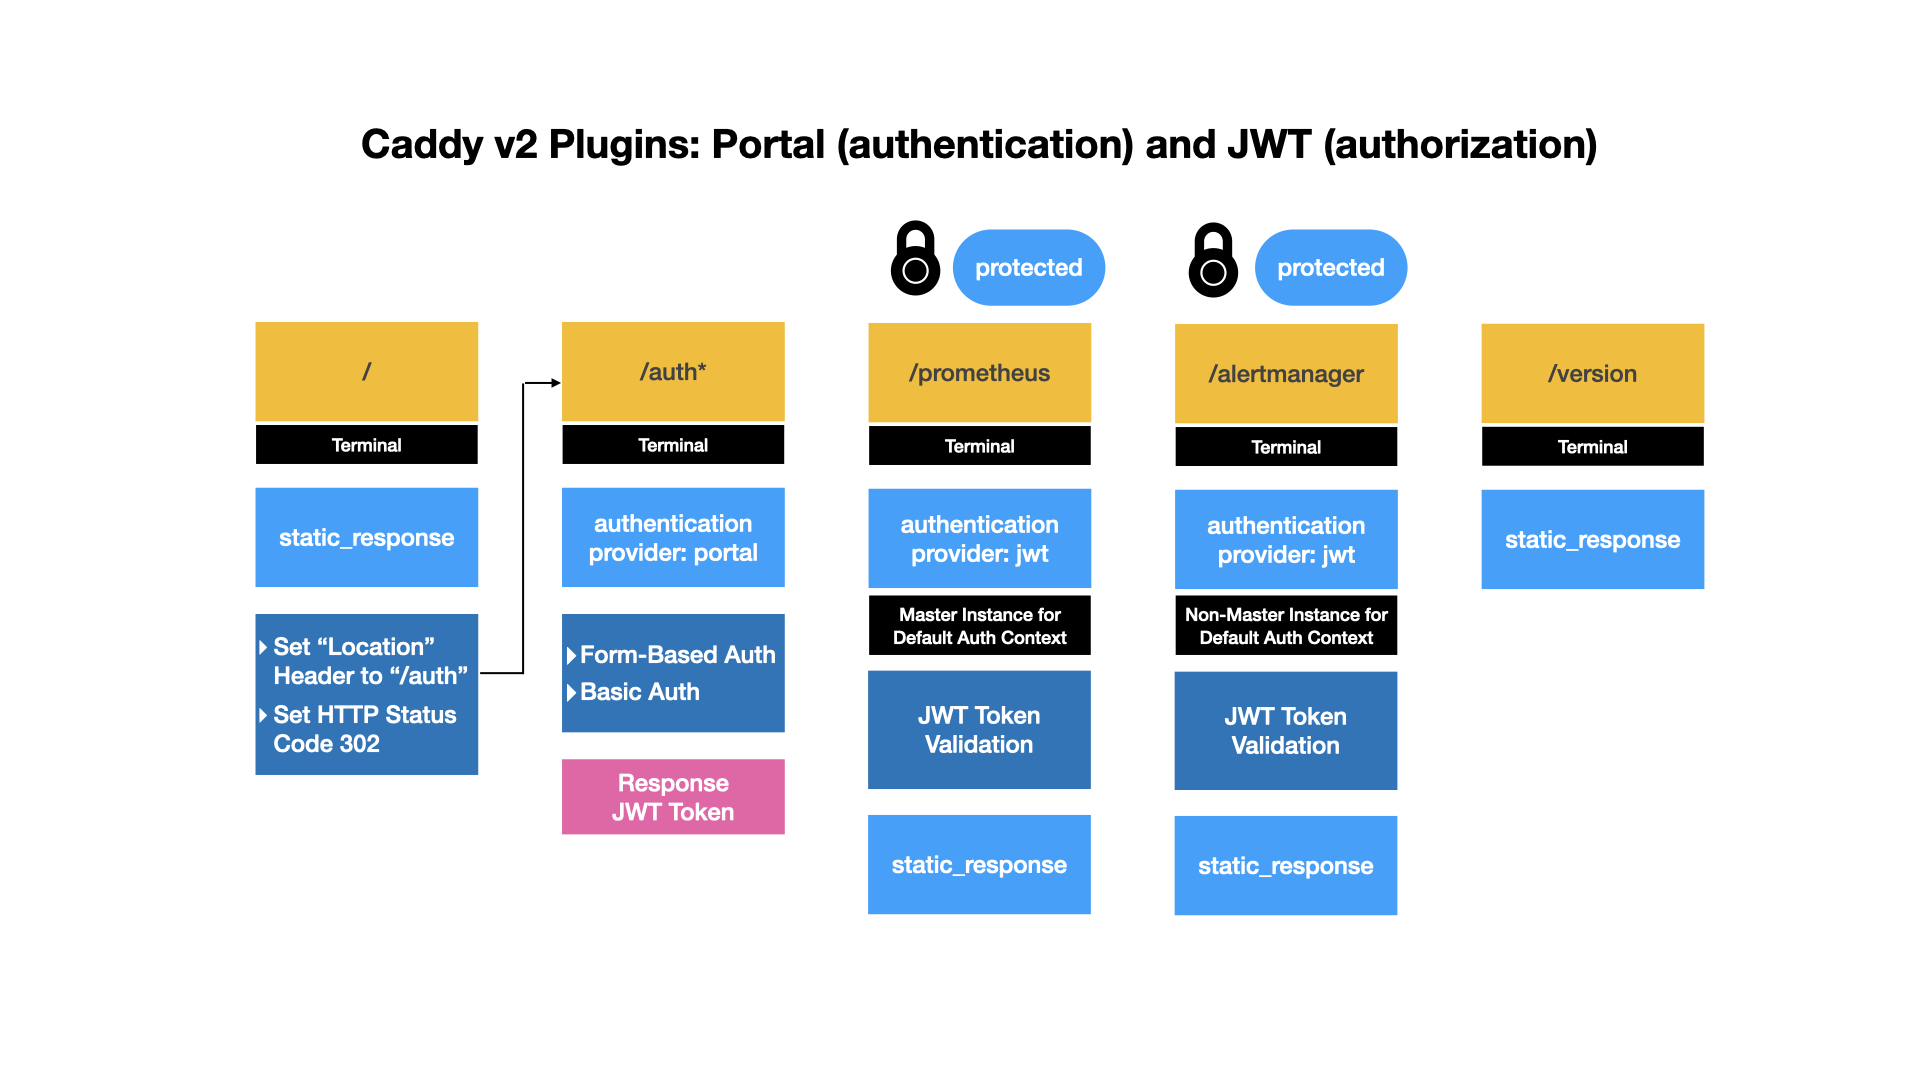 Caddy v2 Plugins: Portal (authentication) and JWT (authorization)
protected
protected
/
Terminal
static_response
Set “Location”
Header to “/auth”
Set HTTP Status
Code 302
/auth*
Terminal
authentication
provider: portal
Form-Based Auth
Basic Auth
Response
JWT Token
/prometheus
Terminal
authentication
provider: jwt
Master Instance for
Default Auth Context
JWT Token
Validation
static_response
/alertmanager
Terminal
authentication
provider: jwt
Non-Master Instance for
Default Auth Context
JWT Token
Validation
static_response
/version
Terminal
static_response